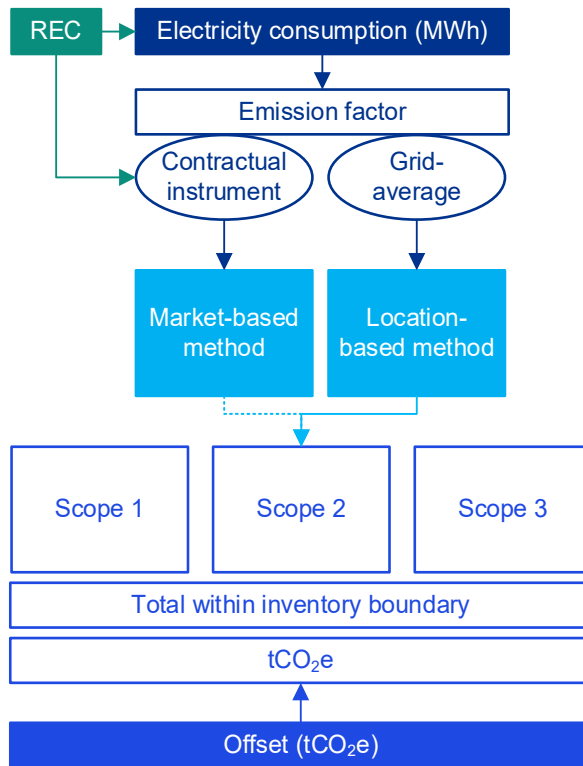 REC
Electricity consumption (MWh)
Emission factor
Contractual
instrument
Grid-
average
Market-based
method
Location-
based method
Scope 1
Scope 2
Scope 3
Total within inventory boundary
tCO₂e
Offset (tCO₂e)